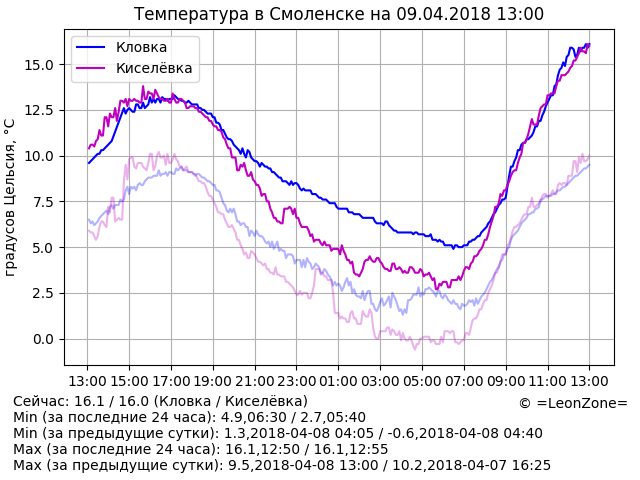 Температура в Смоленске на 09.04.2018 13:00
Кловка
Киселёвка
градусов Цельсия, °C
15.0
12.5
10.0
7.5
5.0
2.5
0.0
13:00 15:00 17:00 19:00 21:00 23:00 01:00 03:00 05:00 07:00 09:00 11:00 13:00
Сейчас: 16.1 / 16.0 (Кловка / Киселёвка)
© =LeonZone=
Min (за последние 24 часа): 4.9,06:30 / 2.7,05:40
Min (за предыдущие сутки): 1.3,2018-04-08 04:05 / -0.6,2018-04-08 04:40
Max (за последние 24 часа): 16.1,12:50 / 16.1,12:55
Max (за предыдущие сутки): 9.5,2018-04-08 13:00 / 10.2,2018-04-07 16:25